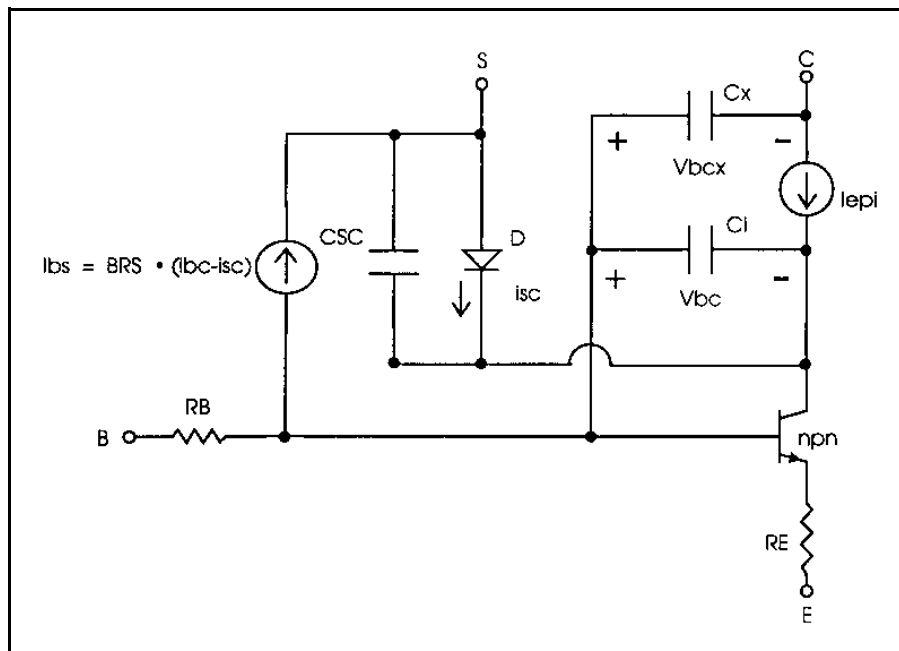 S
C
Cx
+
-
Vbcx
Iepi
CSC
D
Ci
Ibs = BRS • (Ibc-isc)
isc
+
-
Vbc
RB
B
npn
RE
E